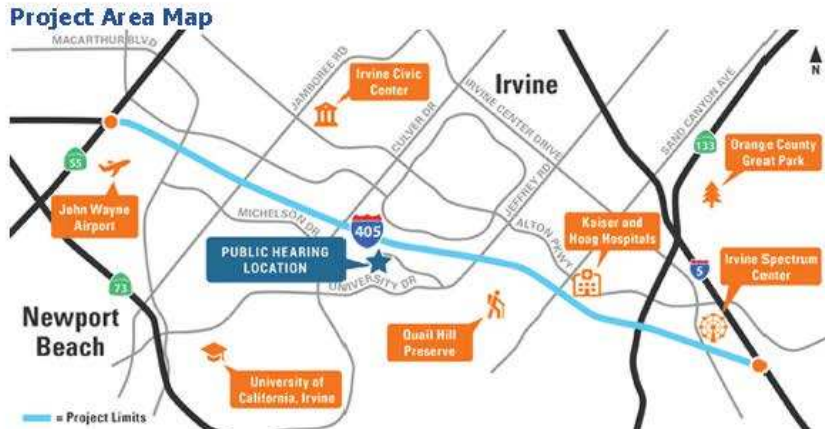 Project Area Map
MACARTHUR BLVD
JAMBOREE RD
Irvine Civic
Center
CULVER DR
Irvine
IRVINE CENTER DRIVE
SAND CANYON AVE
N
133
Orange County
Great Park
55
John Wayne
Airport
MICHELSON DR
405
JEFFREY RD
ALTON PKWY
Kaiser and
Hoag Hospitals
PUBLIC HEARING
LOCATION
UNIVERSITY DR
Irvine Spectrum
Center
5
73
Newport
Beach
Quail Hill
Preserve
University of
California, Irvine
= Project Limits